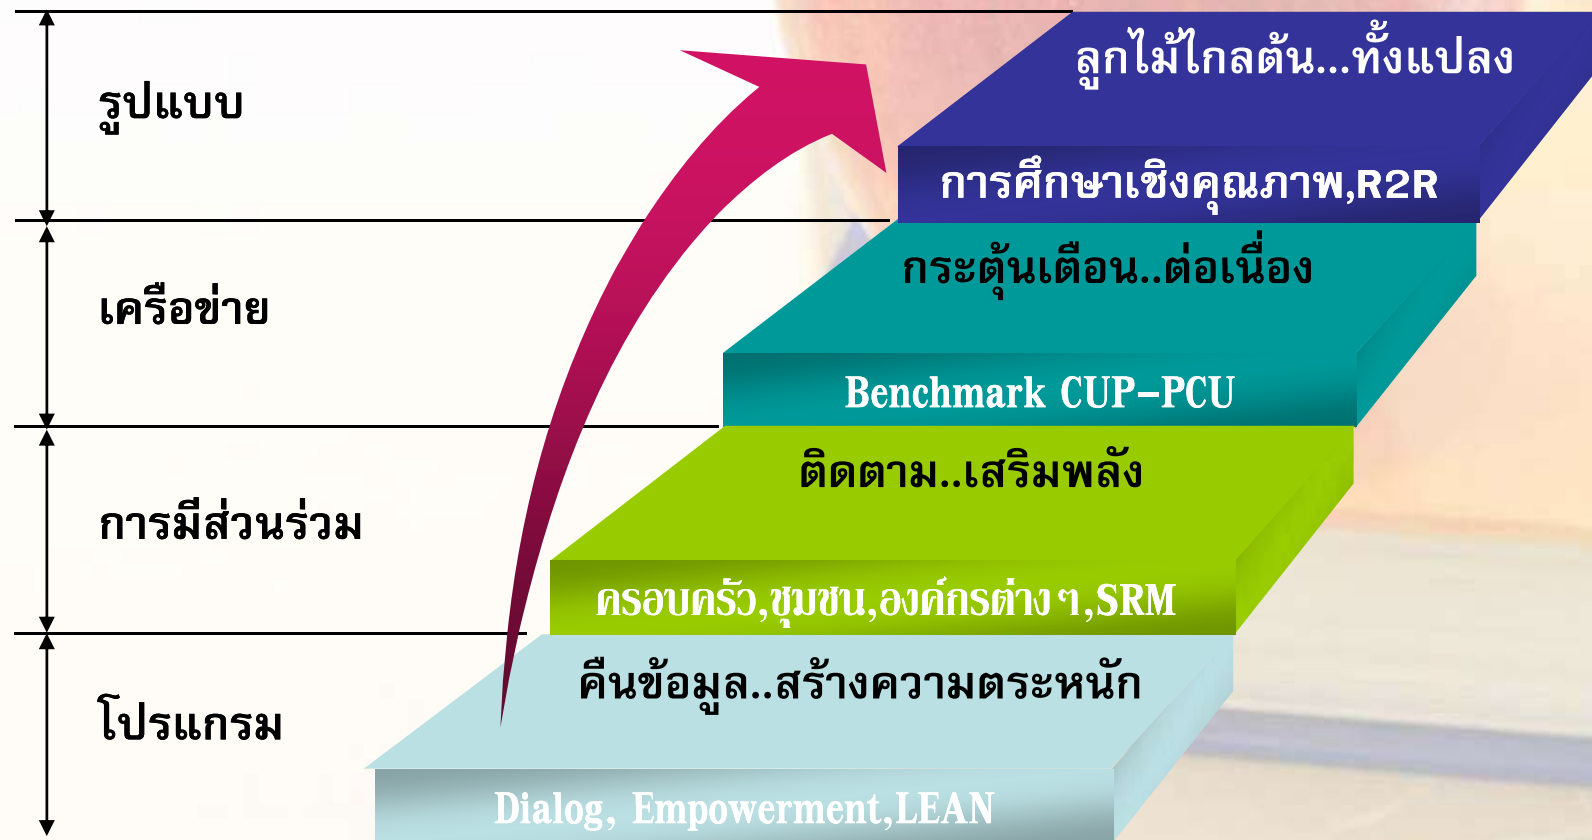 รูปแบบ
ลูกไม้ไกลต้น...ทั้งแปลง
การศึกษาเชิงคุณภาพ,R2R
เครือข่าย
กระตุ้นเตือน..ต่อเนื่อง
Benchmark CUP-PCU
การมีส่วนร่วม
ติดตาม..เสริมพลัง
ครอบครัว,ชุมชน,องค์กรต่าง ๆ,SRM
โปรแกรม
คืนข้อมูล..สร้างความตระหนัก
Dialog, Empowerment,LEAN